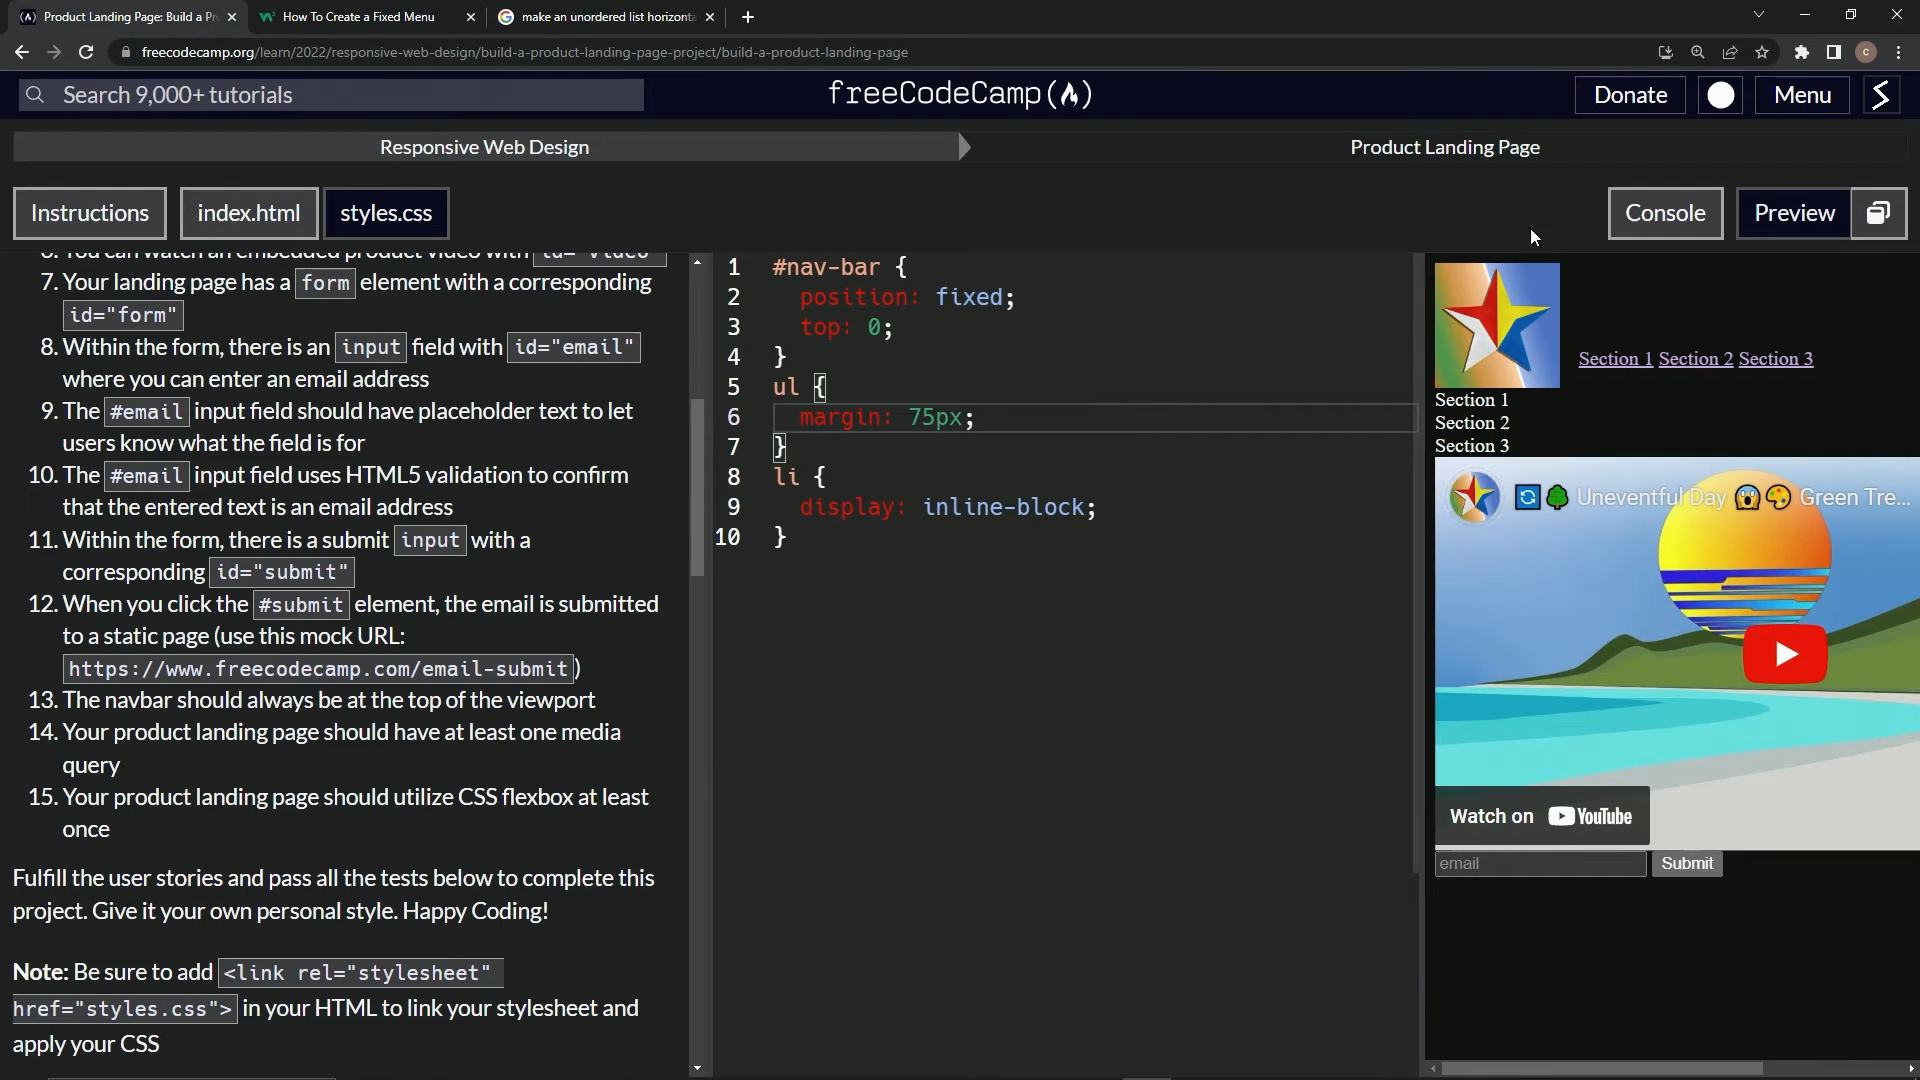 Product Landing Page: Build a Pr
How To Create a Fixed Menu
make an unordered list horizonta
freecodecamp.org/learn/2022/responsive-web-design/build-a-product-landing-page-project/build-a-product-landing-page
c
Search 9,000+ tutorials
freeCodeCamp
Donate
Menu
Responsive Web Design
Product Landing Page
Instructions
index.html
styles.css
Console
Preview
6. You can watch an embedded product video with id="video"
7. Your landing page has a form element with a corresponding
id="form"
8. Within the form, there is an input field with id="email"
where you can enter an email address
9. The #email input field should have placeholder text to let
users know what the field is for
10. The #email input field uses HTML5 validation to confirm
that the entered text is an email address
11. Within the form, there is a submit input with a
corresponding id="submit"
12. When you click the #submit element, the email is submitted
to a static page (use this mock URL:
https://www.freecodecamp.com/email-submit)
13. The navbar should always be at the top of the viewport
14. Your product landing page should have at least one media
query
15. Your product landing page should utilize CSS flexbox at least
once
Fulfill the user stories and pass all the tests below to complete this
project. Give it your own personal style. Happy Coding!
Note: Be sure to add <link rel="stylesheet"
href="styles.css"> in your HTML to link your stylesheet and
apply your CSS
1 #nav-bar {
2 position: fixed;
3 top: 0;
4 }
5 ul {
6 margin: 75px;
7 }
8 li {
9 display: inline-block;
10 }
Section 1 Section 2 Section 3
Section 1
Section 2
Section 3
Uneventful Day Green Tre...
Watch on YouTube
email
Submit